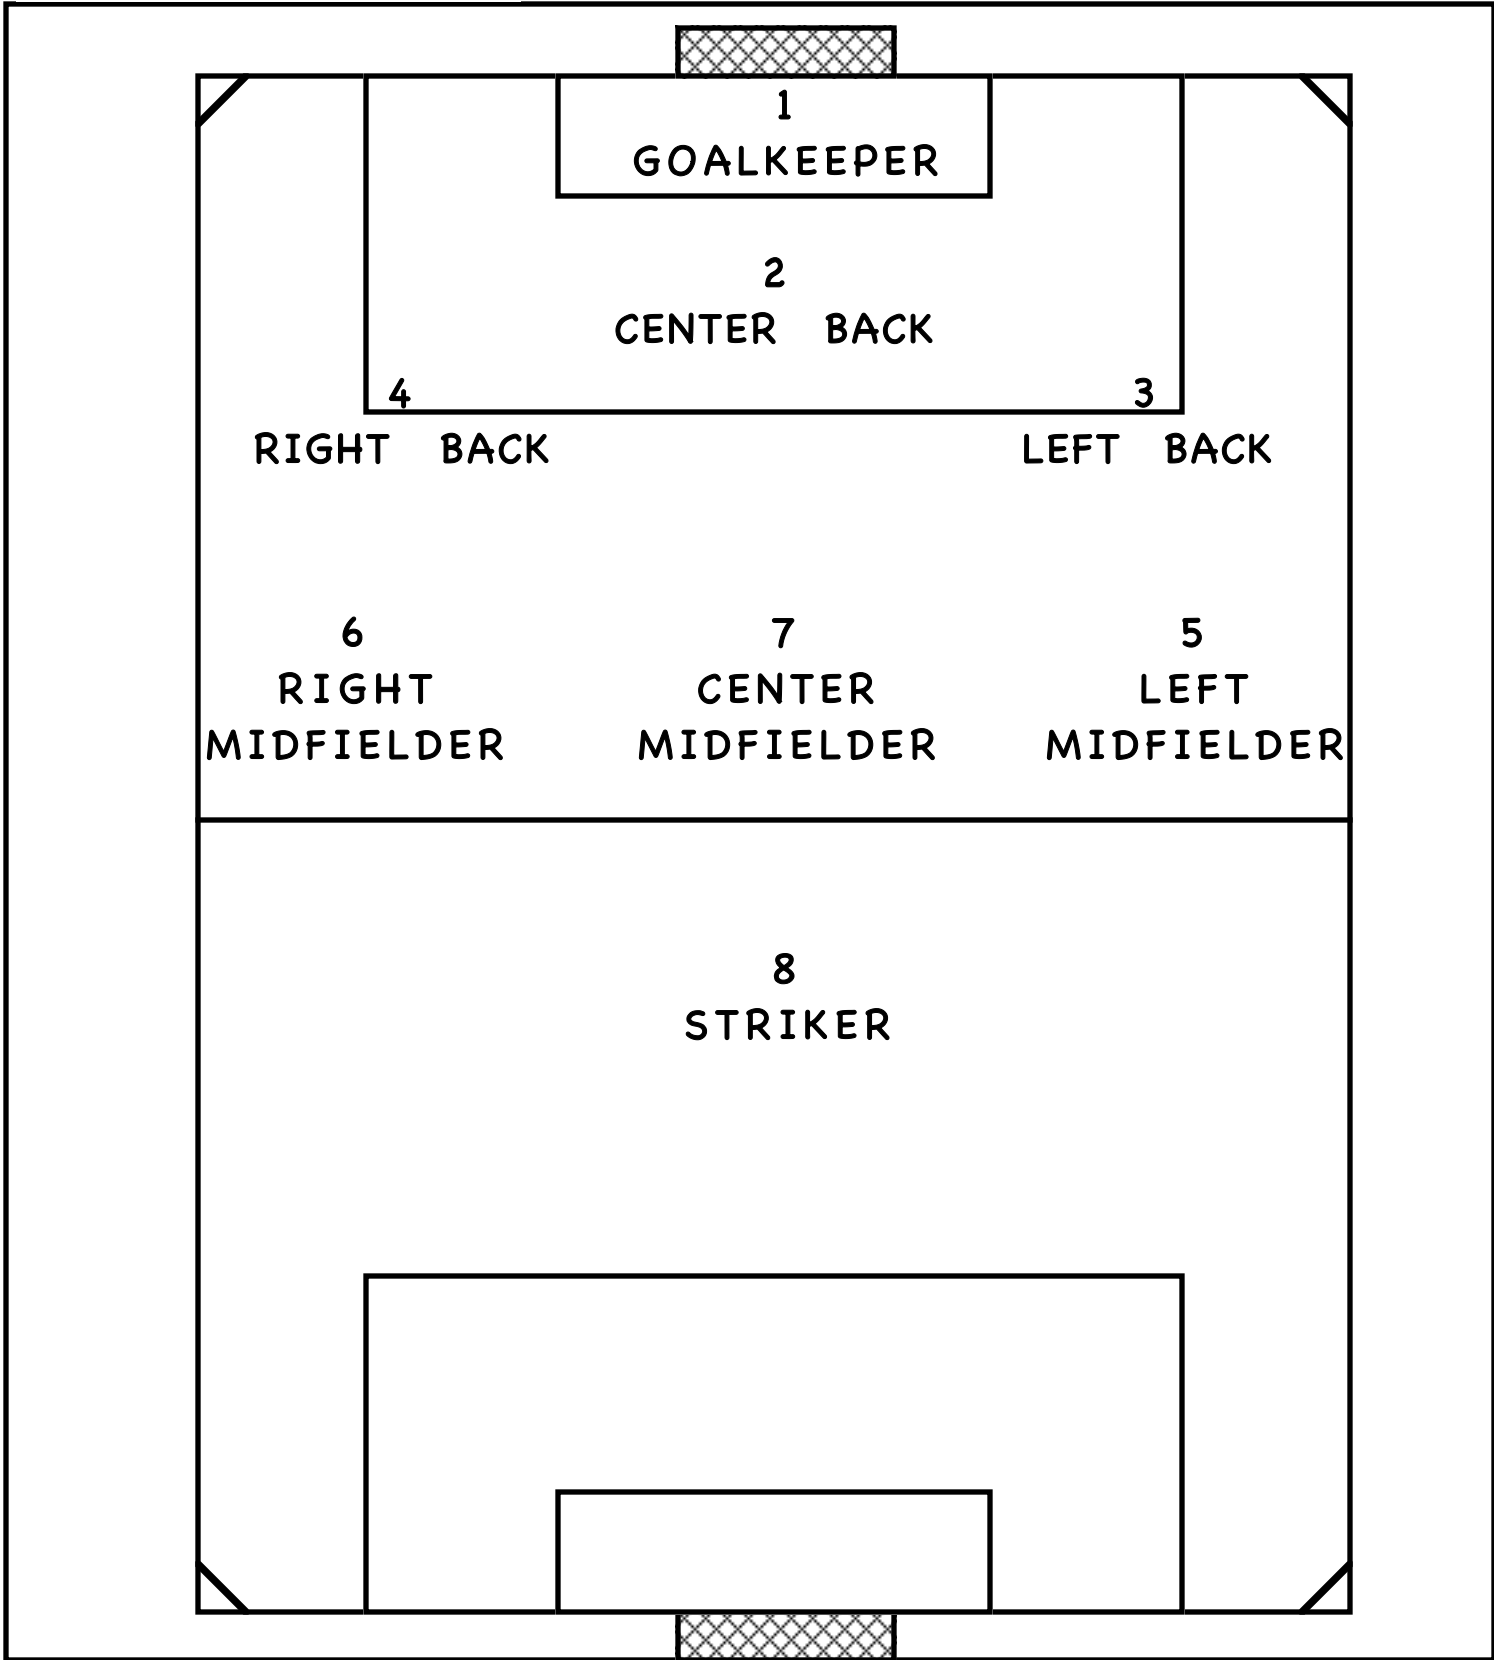 1
GOALKEEPER
2
CENTER BACK
4 3
RIGHT BACK LEFT BACK
6 7 5
RIGHT CENTER LEFT
MIDFIELDER MIDFIELDER MIDFIELDER
8
STRIKER